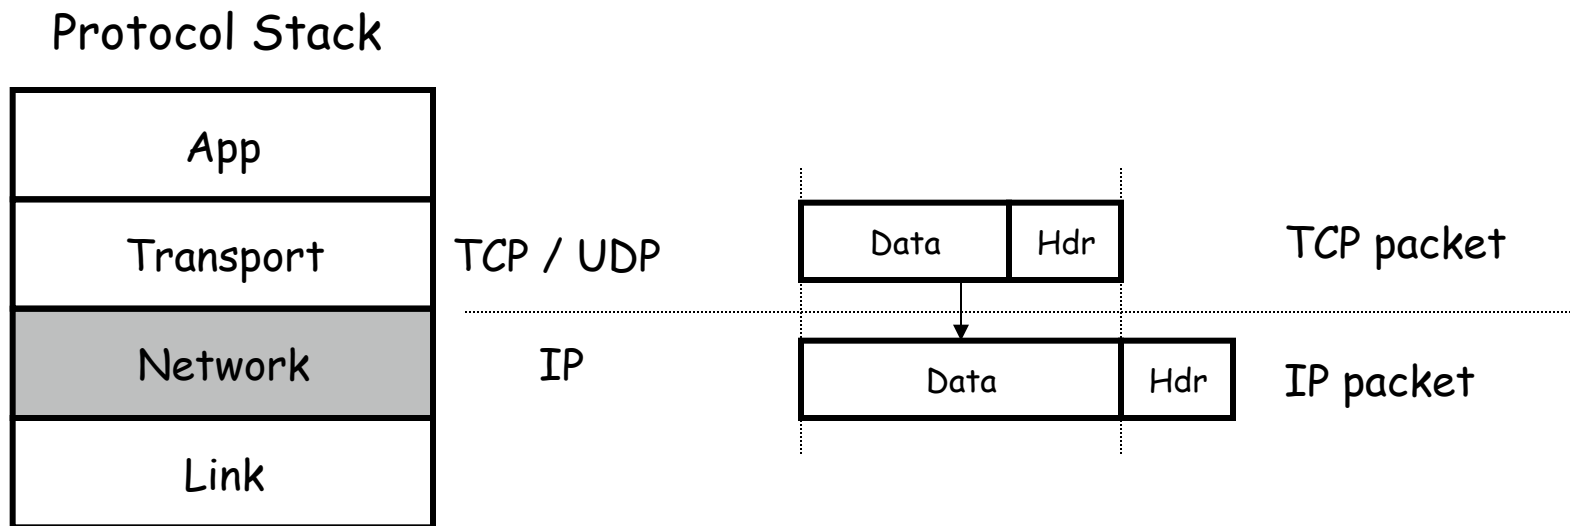 Protocol Stack
App
Transport
TCP / UDP
Data
Hdr
TCP packet
Network
IP
Data
Hdr
IP packet
Link